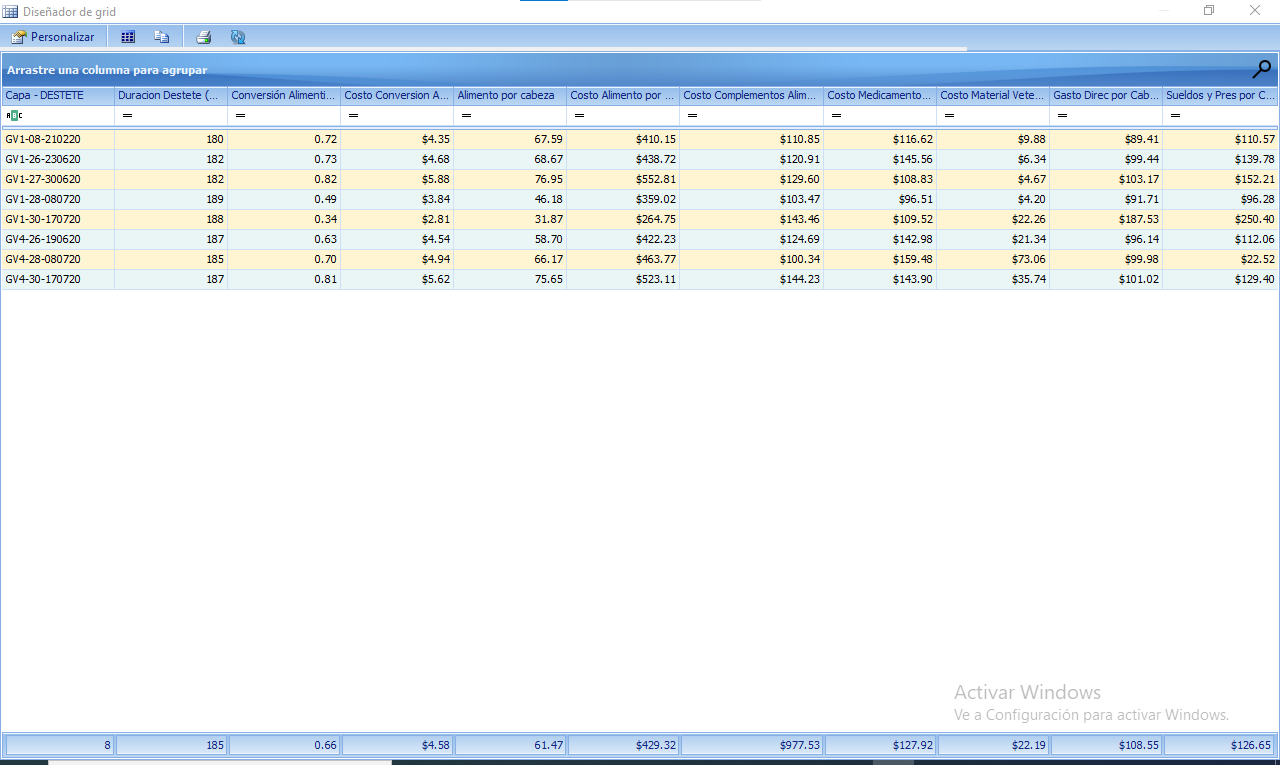 Diseñador de grid
Personalizar
Arrastre una columna para agrupar
Capa - DESTETE Duracion Destete (... Conversión Alimenti... Costo Conversion A... Alimento por cabeza Costo Alimento por ... Costo Complementos Alim... Costo Medicamento... Costo Material Vete... Gasto Direc por Cab... Sueldos y Pres por C...
ABC = = = = = = = = = =
GV1-08-210220 180 0.72 $4.35 67.59 $410.15 $110.85 $116.62 $9.88 $89.41 $110.57
GV1-26-230620 182 0.73 $4.68 68.67 $438.72 $120.91 $145.56 $6.34 $99.44 $139.78
GV1-27-300620 182 0.82 $5.88 76.95 $552.81 $129.60 $108.83 $4.67 $103.17 $152.21
GV1-28-080720 189 0.49 $3.84 46.18 $359.02 $103.47 $96.51 $4.20 $91.71 $96.28
GV1-30-170720 188 0.34 $2.81 31.87 $264.75 $143.46 $109.52 $22.26 $187.53 $250.40
GV4-26-190620 187 0.63 $4.54 58.70 $422.23 $124.69 $142.98 $21.34 $96.14 $112.06
GV4-28-080720 185 0.70 $4.94 66.17 $463.77 $100.34 $159.48 $73.06 $99.98 $22.52
GV4-30-170720 187 0.81 $5.62 75.65 $523.11 $144.23 $143.90 $35.74 $101.02 $129.40
Activar Windows
Ve a Configuración para activar Windows.
8 185 0.66 $4.58 61.47 $429.32 $977.53 $127.92 $22.19 $108.55 $126.65